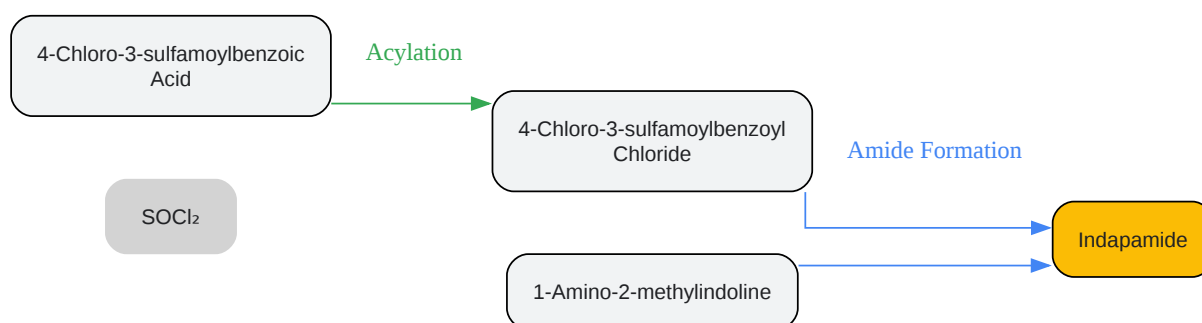 4-Chloro-3-sulfamoylbenzoic
Acid
Acylation
4-Chloro-3-sulfamoylbenzoyl
Chloride
Amide Formation
SOCl₂
Indapamide
1-Amino-2-methylindoline